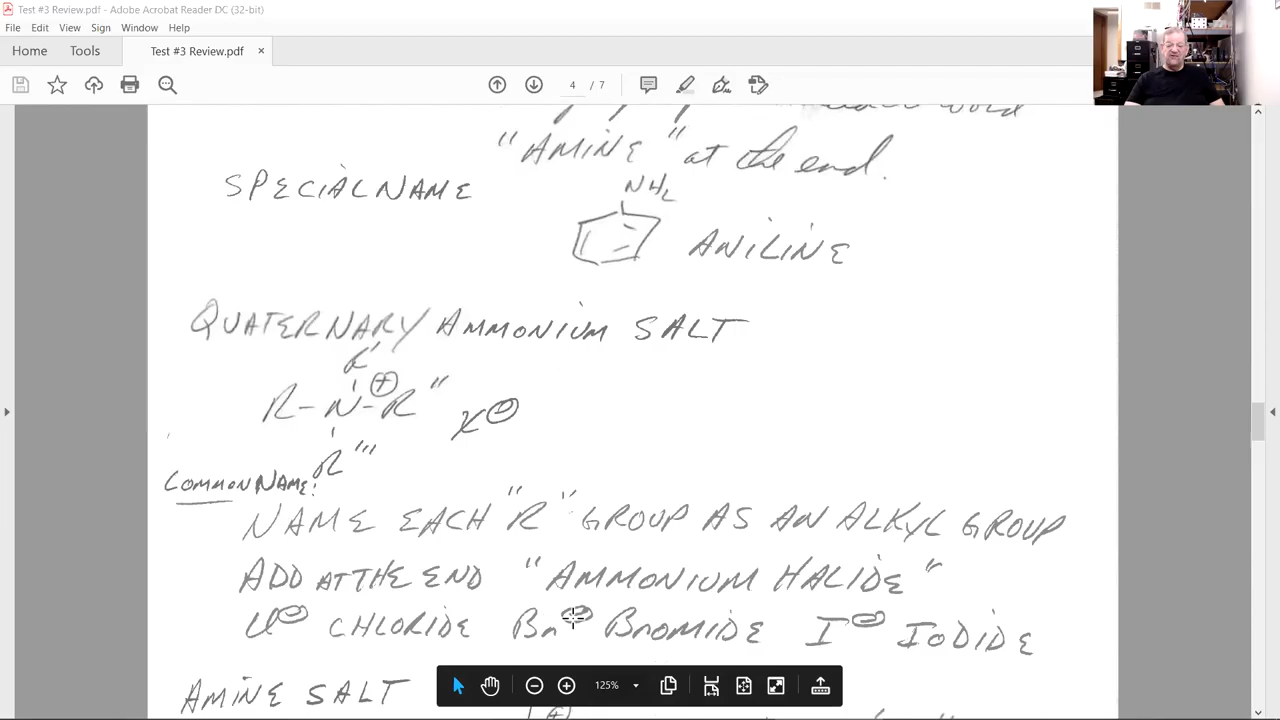 Test #3 Review.pdf - Adobe Acrobat Reader DC (32-bit)
File Edit View Sign Window Help
Home Tools Test #3 Review.pdf ×
4 / 7
word
"AMINE" at the end.
SPECIAL NAME
NH2
ANILINE
QUATERNARY AMMONIUM SALT
R'
R-N-R"
+
X-
R'''
COMMON NAME:
NAME EACH "R" GROUP AS AN ALKYL GROUP
ADD AT THE END "AMMONIUM HALIDE"
Cl- CHLORIDE Br- BROMIDE I- IODIDE
125%
AMINE SALT
+